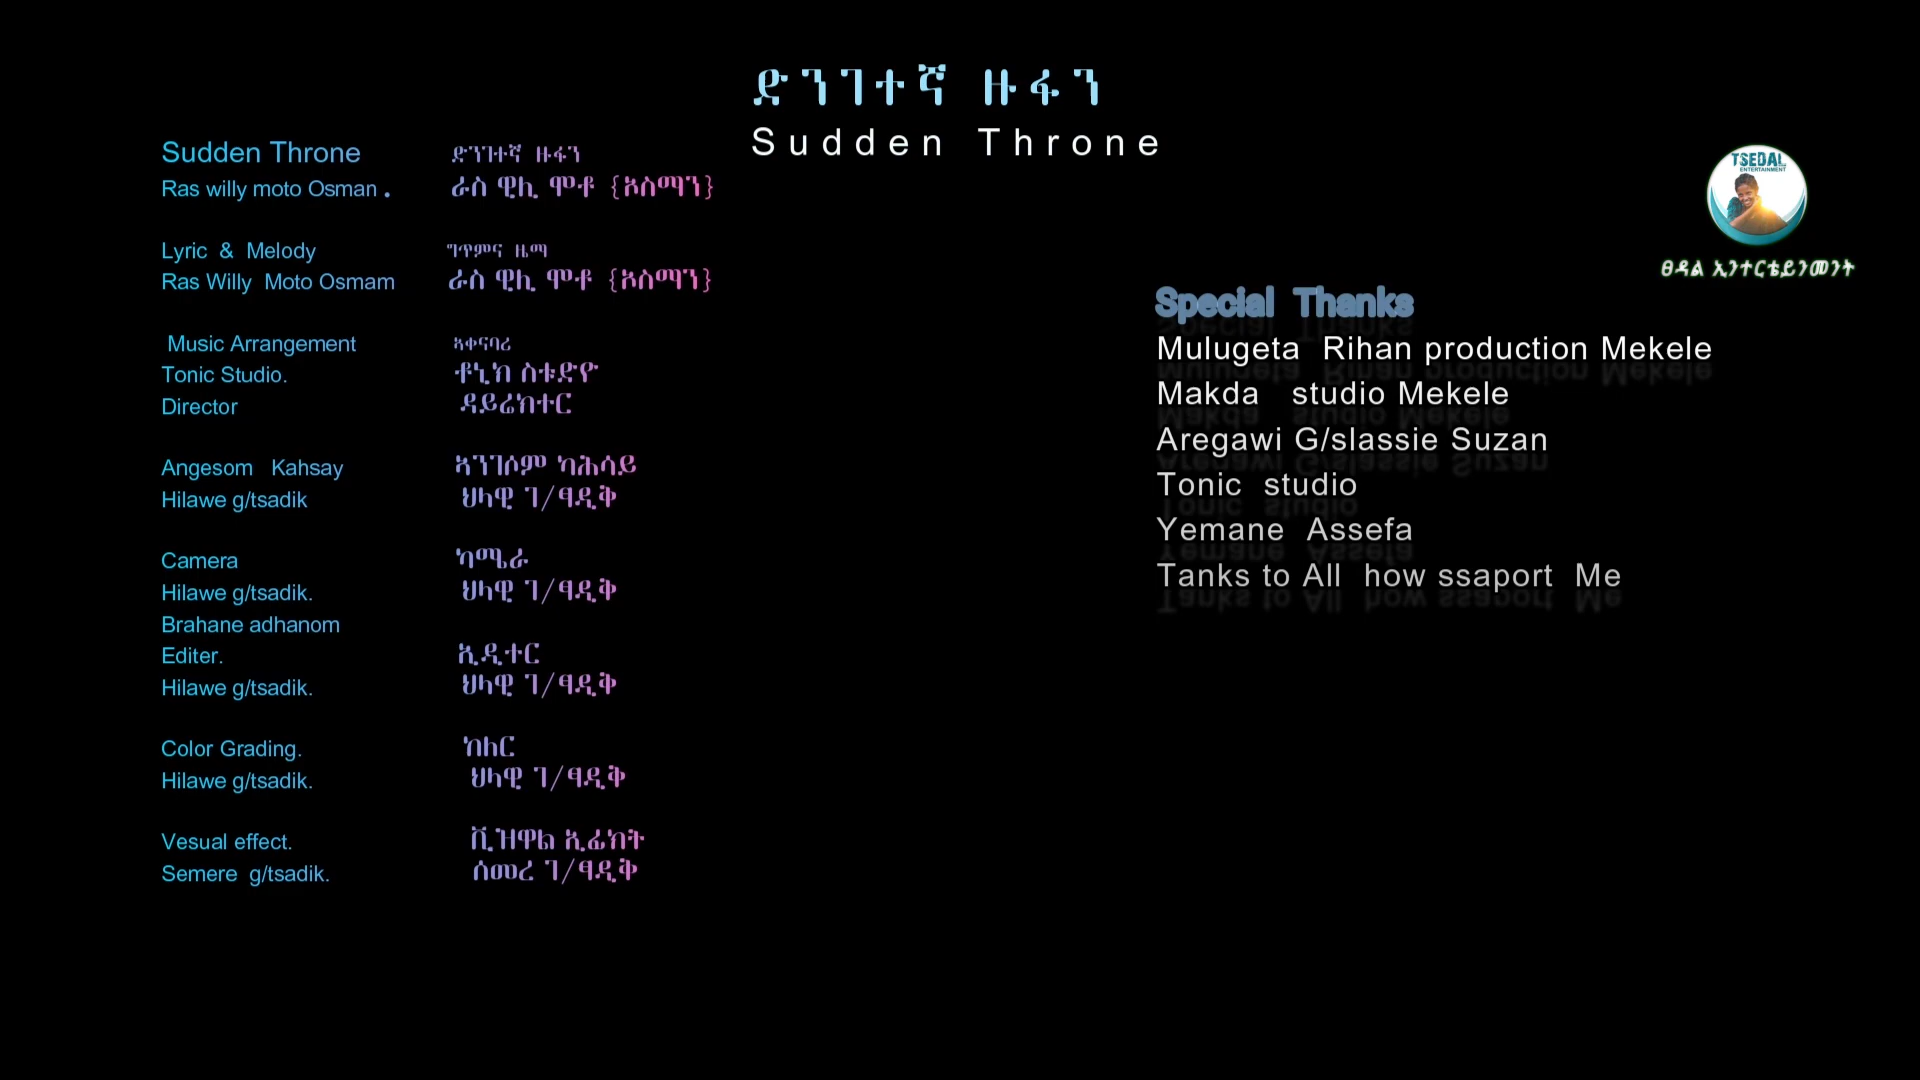 ድንገተኛ ዙፋን
Sudden Throne
Sudden Throne ድንገተኛ ዙፋን
Ras willy moto Osman . ራስ ዊሊ ሞቶ {ኦስማን}
Lyric & Melody ግጥምና ዜማ
Ras Willy Moto Osmam ራስ ዊሊ ሞቶ {ኦስማን}
Music Arrangement ኣቀናባሪ
Tonic Studio. ቶኒክ ስቱድዮ
Director ዳይሬክተር
Angesom Kahsay ኣንገሶም ካሕሳይ
Hilawe g/tsadik ህላዊ ገ/ፃዲቅ
Camera ካሜራ
Hilawe g/tsadik. ህላዊ ገ/ፃዲቅ
Brahane adhanom
Editer. ኢዲተር
Hilawe g/tsadik. ህላዊ ገ/ፃዲቅ
Color Grading. ከለር
Hilawe g/tsadik. ህላዊ ገ/ፃዲቅ
Vesual effect. ቪዝዋል ኢፊክት
Semere g/tsadik. ሰመረ ገ/ፃዲቅ
TSEDAL
ENTERTAINMENT
ፀዳል ኢንተርቴይንመንት
Special Thanks
Mulugeta Rihan production Mekele
Makda studio Mekele
Aregawi G/slassie Suzan
Tonic studio
Yemane Assefa
Tanks to All how ssaport Me